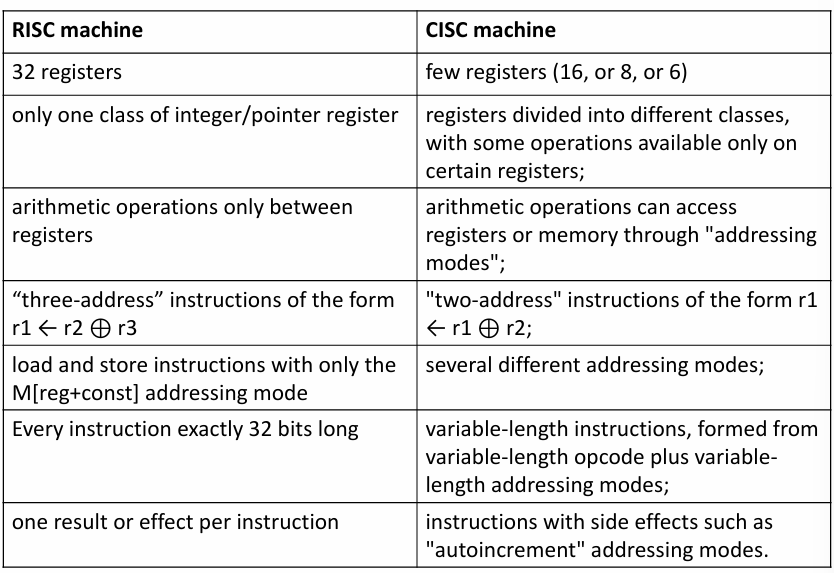 RISC machine
CISC machine
32 registers
few registers (16, or 8, or 6)
only one class of integer/pointer register
registers divided into different classes,
with some operations available only on
certain registers;
arithmetic operations only between
registers
arithmetic operations can access
registers or memory through "addressing
modes";
“three-address” instructions of the form
r1 ← r2 ⊕ r3
"two-address" instructions of the form r1
← r1 ⊕ r2;
load and store instructions with only the
M[reg+const] addressing mode
several different addressing modes;
Every instruction exactly 32 bits long
variable-length instructions, formed from
variable-length opcode plus variable-
length addressing modes;
one result or effect per instruction
instructions with side effects such as
"autoincrement" addressing modes.